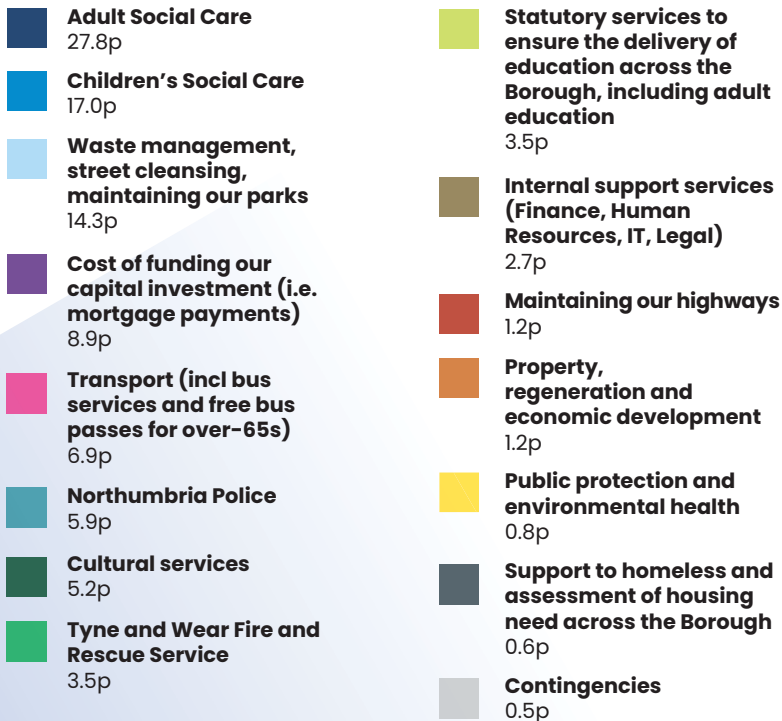 Adult Social Care
27.8p
Children's Social Care
17.0p
Waste management,
street cleansing,
maintaining our parks
14.3p
Cost of funding our
capital investment (i.e.
mortgage payments)
8.9p
Transport (incl bus
services and free bus
passes for over-65s)
6.9p
Northumbria Police
5.9p
Cultural services
5.2p
Tyne and Wear Fire and
Rescue Service
3.5p
Statutory services to
ensure the delivery of
education across the
Borough, including adult
education
3.5p
Internal support services
(Finance, Human
Resources, IT, Legal)
2.7p
Maintaining our highways
1.2p
Property,
regeneration and
economic development
1.2p
Public protection and
environmental health
0.8p
Support to homeless and
assessment of housing
need across the Borough
0.6p
Contingencies
0.5p